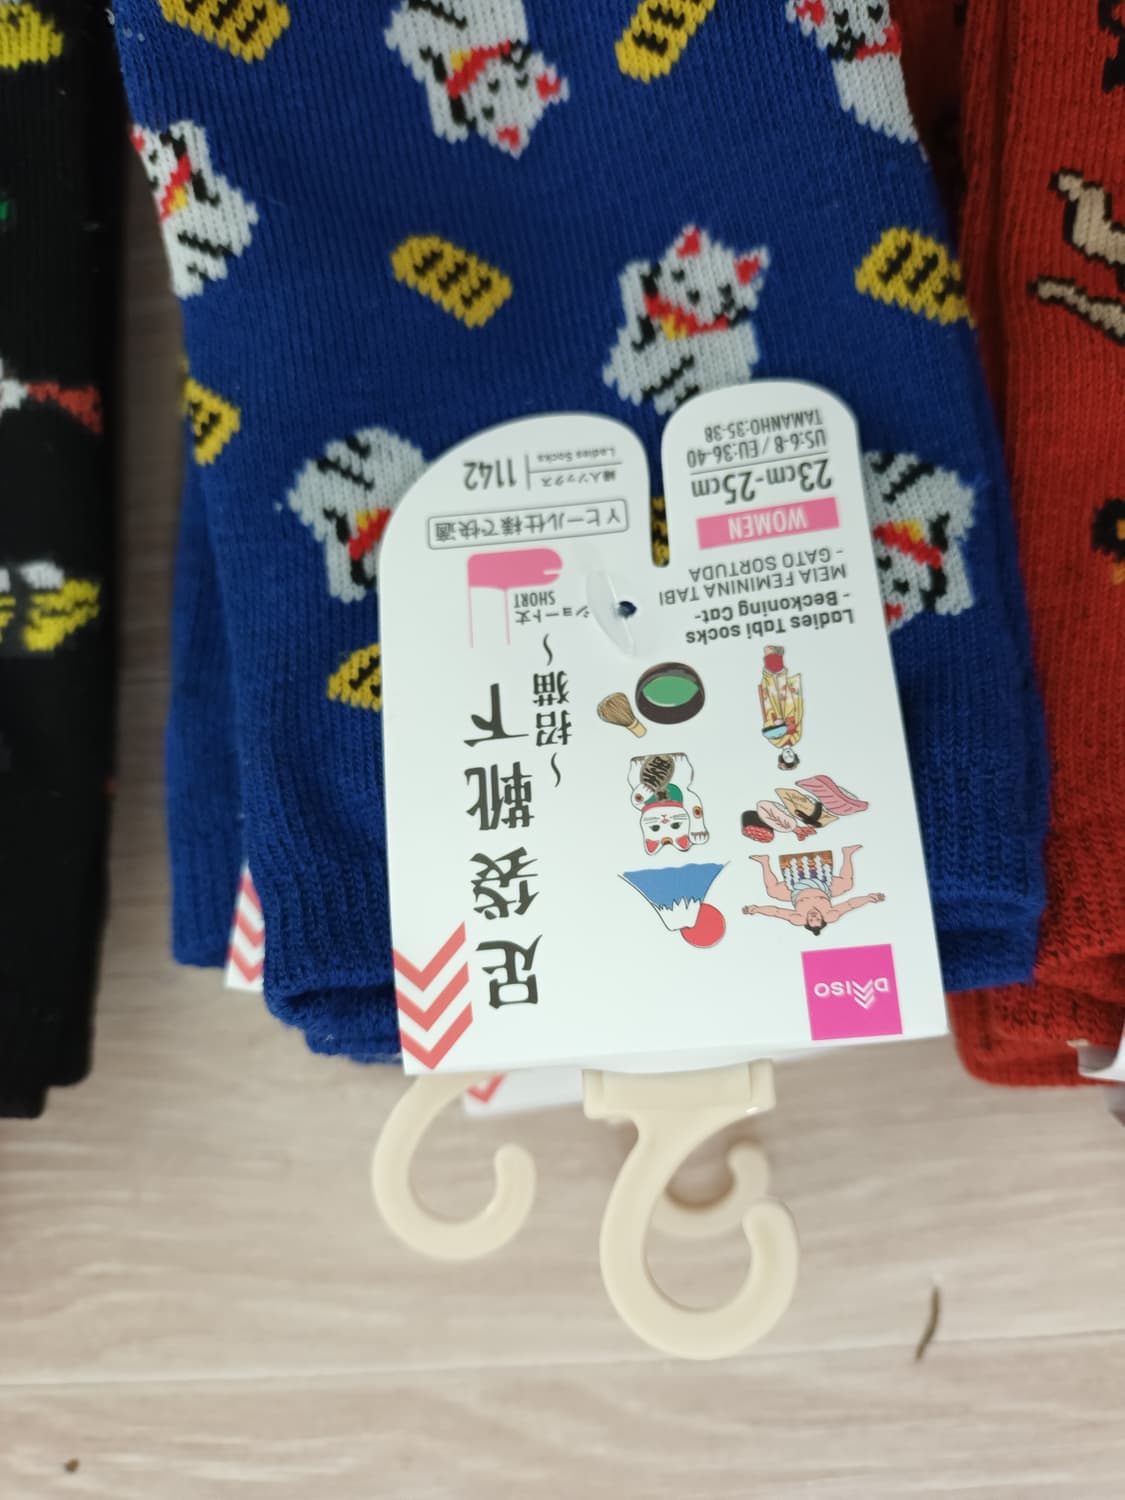 DAISO
足袋靴下
～招猫～
ショート丈
SHORT
Yヒール仕様で快適
婦人ソックス
Ladies Socks
1142
Ladies Tabi socks
- Beckoning Cat-
MEIA FEMININA TABI
- GATO SORTUDA
WOMEN
23cm-25cm
US:6-8 / EU:36-40
TAMANHO:35-38